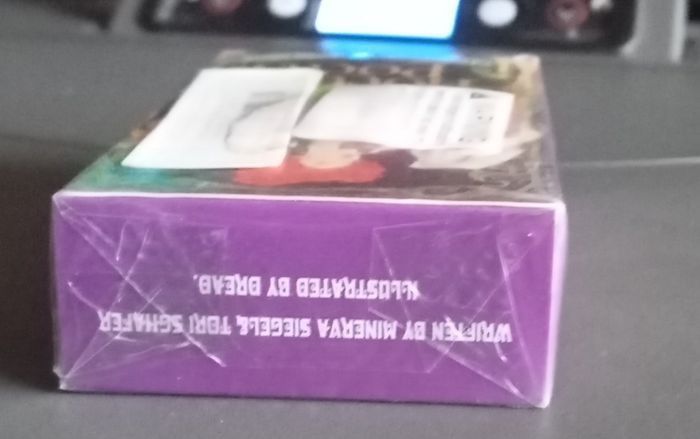 WRITTEN BY MINERVA SIEGEL & TORI SCHAFER
ILLUSTRATED BY DREAD.